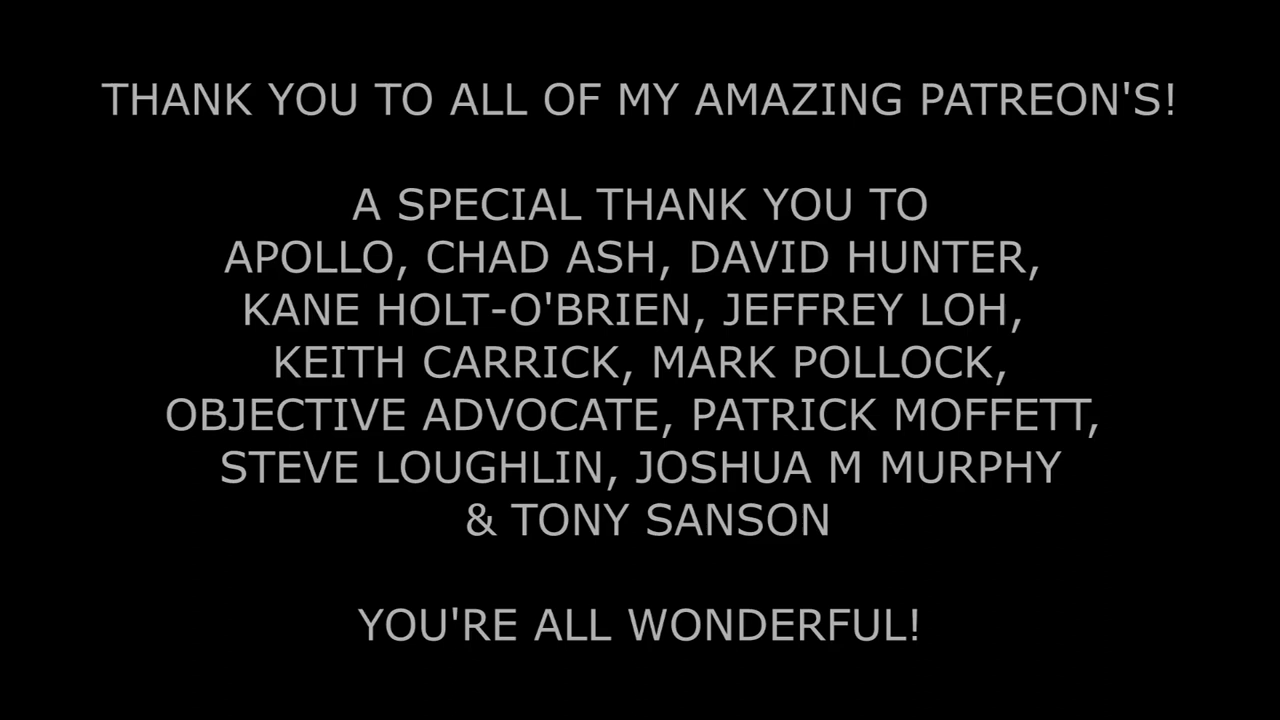 THANK YOU TO ALL OF MY AMAZING PATREON'S!
A SPECIAL THANK YOU TO
APOLLO, CHAD ASH, DAVID HUNTER,
KANE HOLT-O'BRIEN, JEFFREY LOH,
KEITH CARRICK, MARK POLLOCK,
OBJECTIVE ADVOCATE, PATRICK MOFFETT,
STEVE LOUGHLIN, JOSHUA M MURPHY
& TONY SANSON
YOU'RE ALL WONDERFUL!